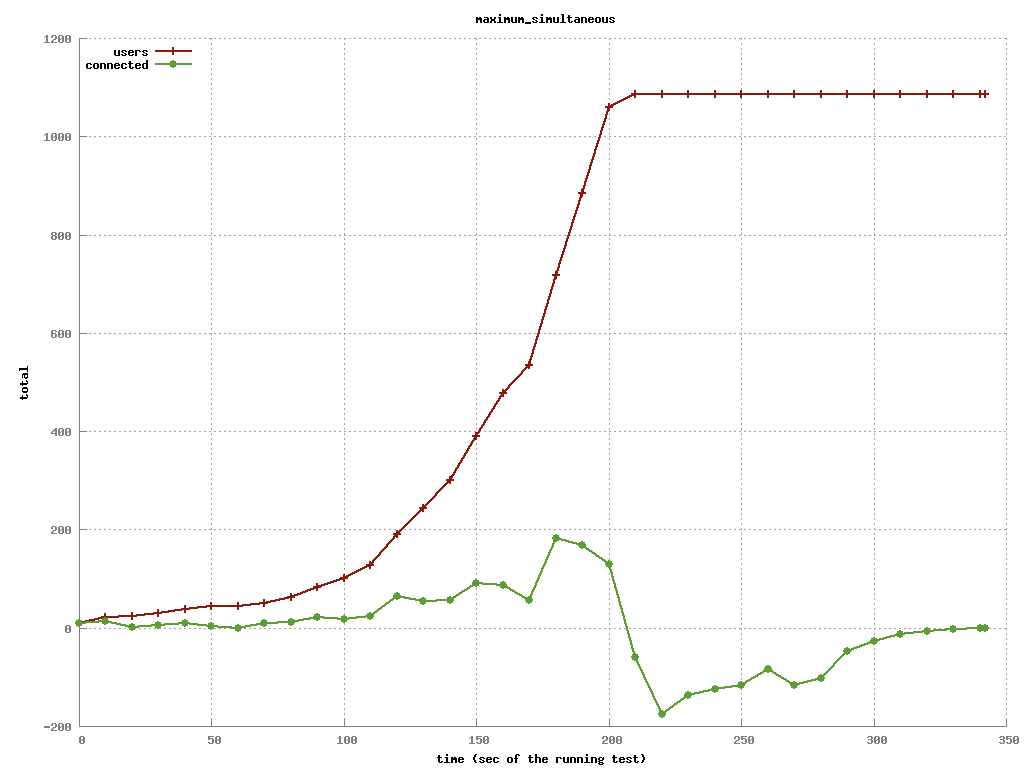 maximum_simultaneous
1200
users
connected
1000
800
600
total
400
200
0
-200
0 50 100 150 200 250 300 350
time (sec of the running test)